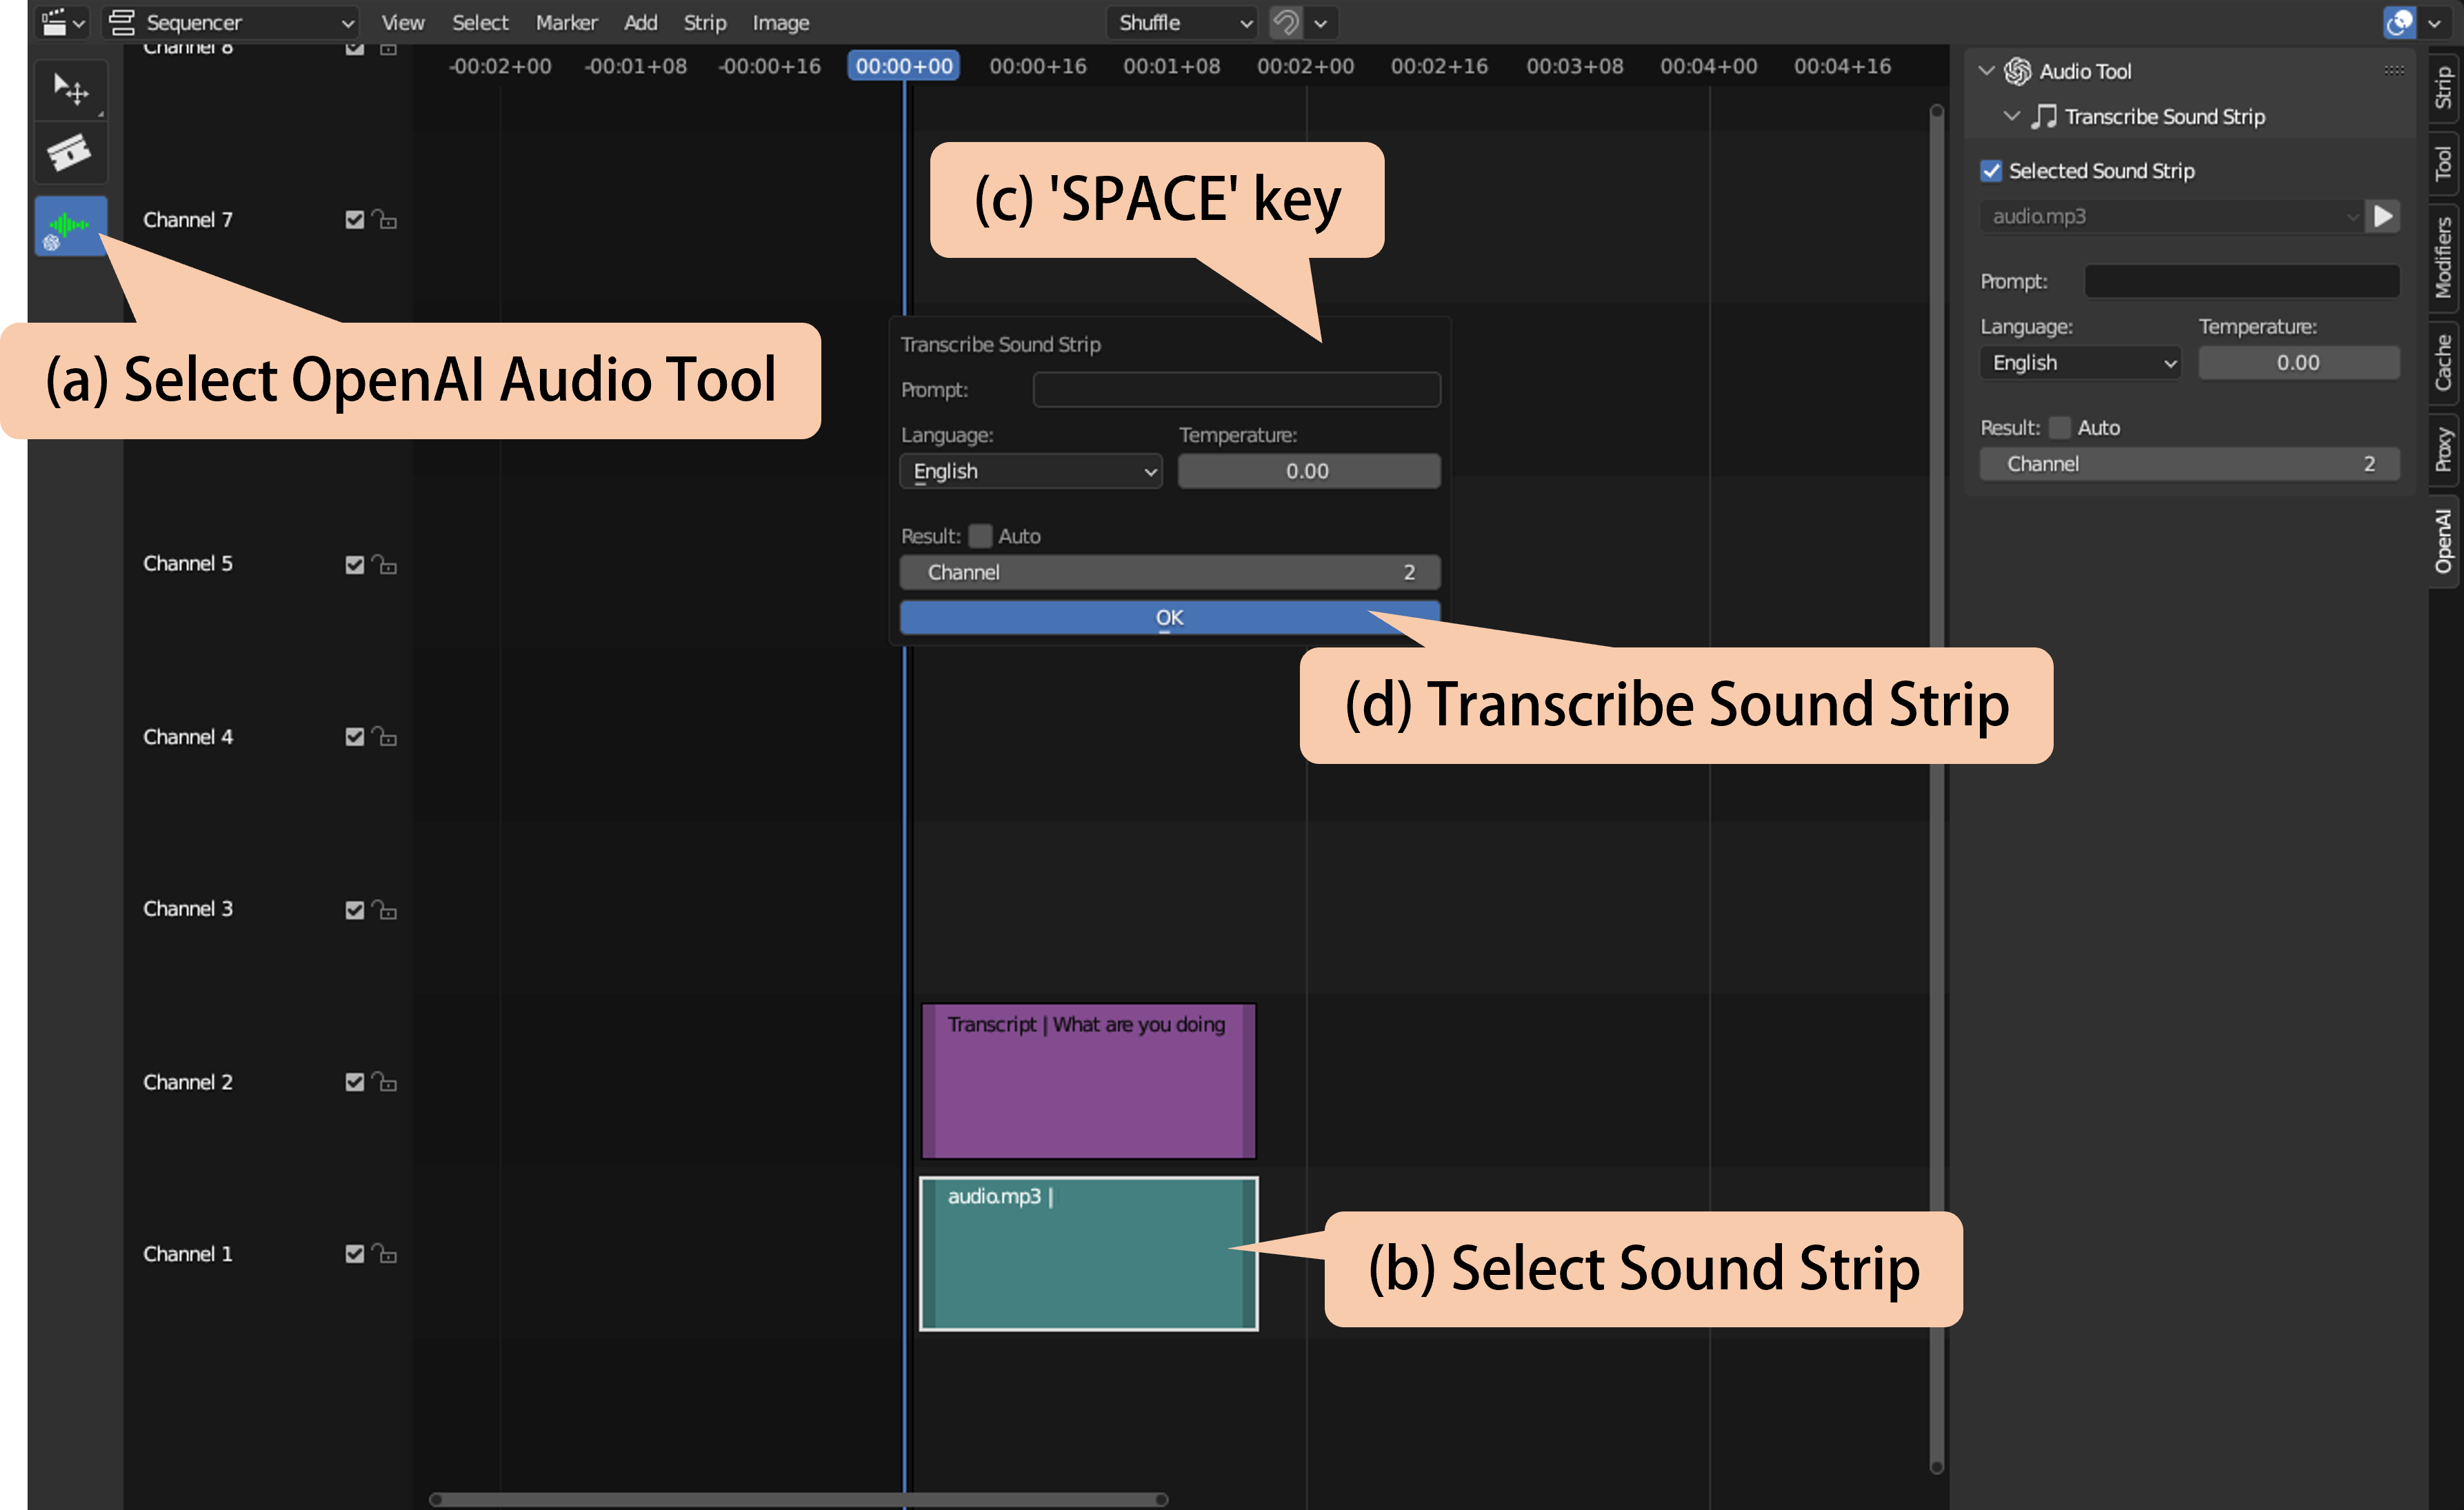 Sequencer View Select Marker Add Strip Image Shuffle
Channel 8
-00:02+00 -00:01+08 -00:00+16 00:00+00 00:00+16 00:01+08 00:02+00 00:02+16 00:03+08 00:04+00 00:04+16
Channel 7
(a) Select OpenAI Audio Tool
(c) 'SPACE' key
Transcribe Sound Strip
Prompt:
Language: Temperature:
English 0.00
Result: Auto
Channel 2
OK
(d) Transcribe Sound Strip
Channel 5
Channel 4
Channel 3
Channel 2
Transcript | What are you doing
Channel 1
audio.mp3 |
(b) Select Sound Strip
Audio Tool
Transcribe Sound Strip
Selected Sound Strip
audio.mp3
Prompt:
Language: Temperature:
English 0.00
Result: Auto
Channel 2
Strip
Tool
Modifiers
Cache
Proxy
OpenAI